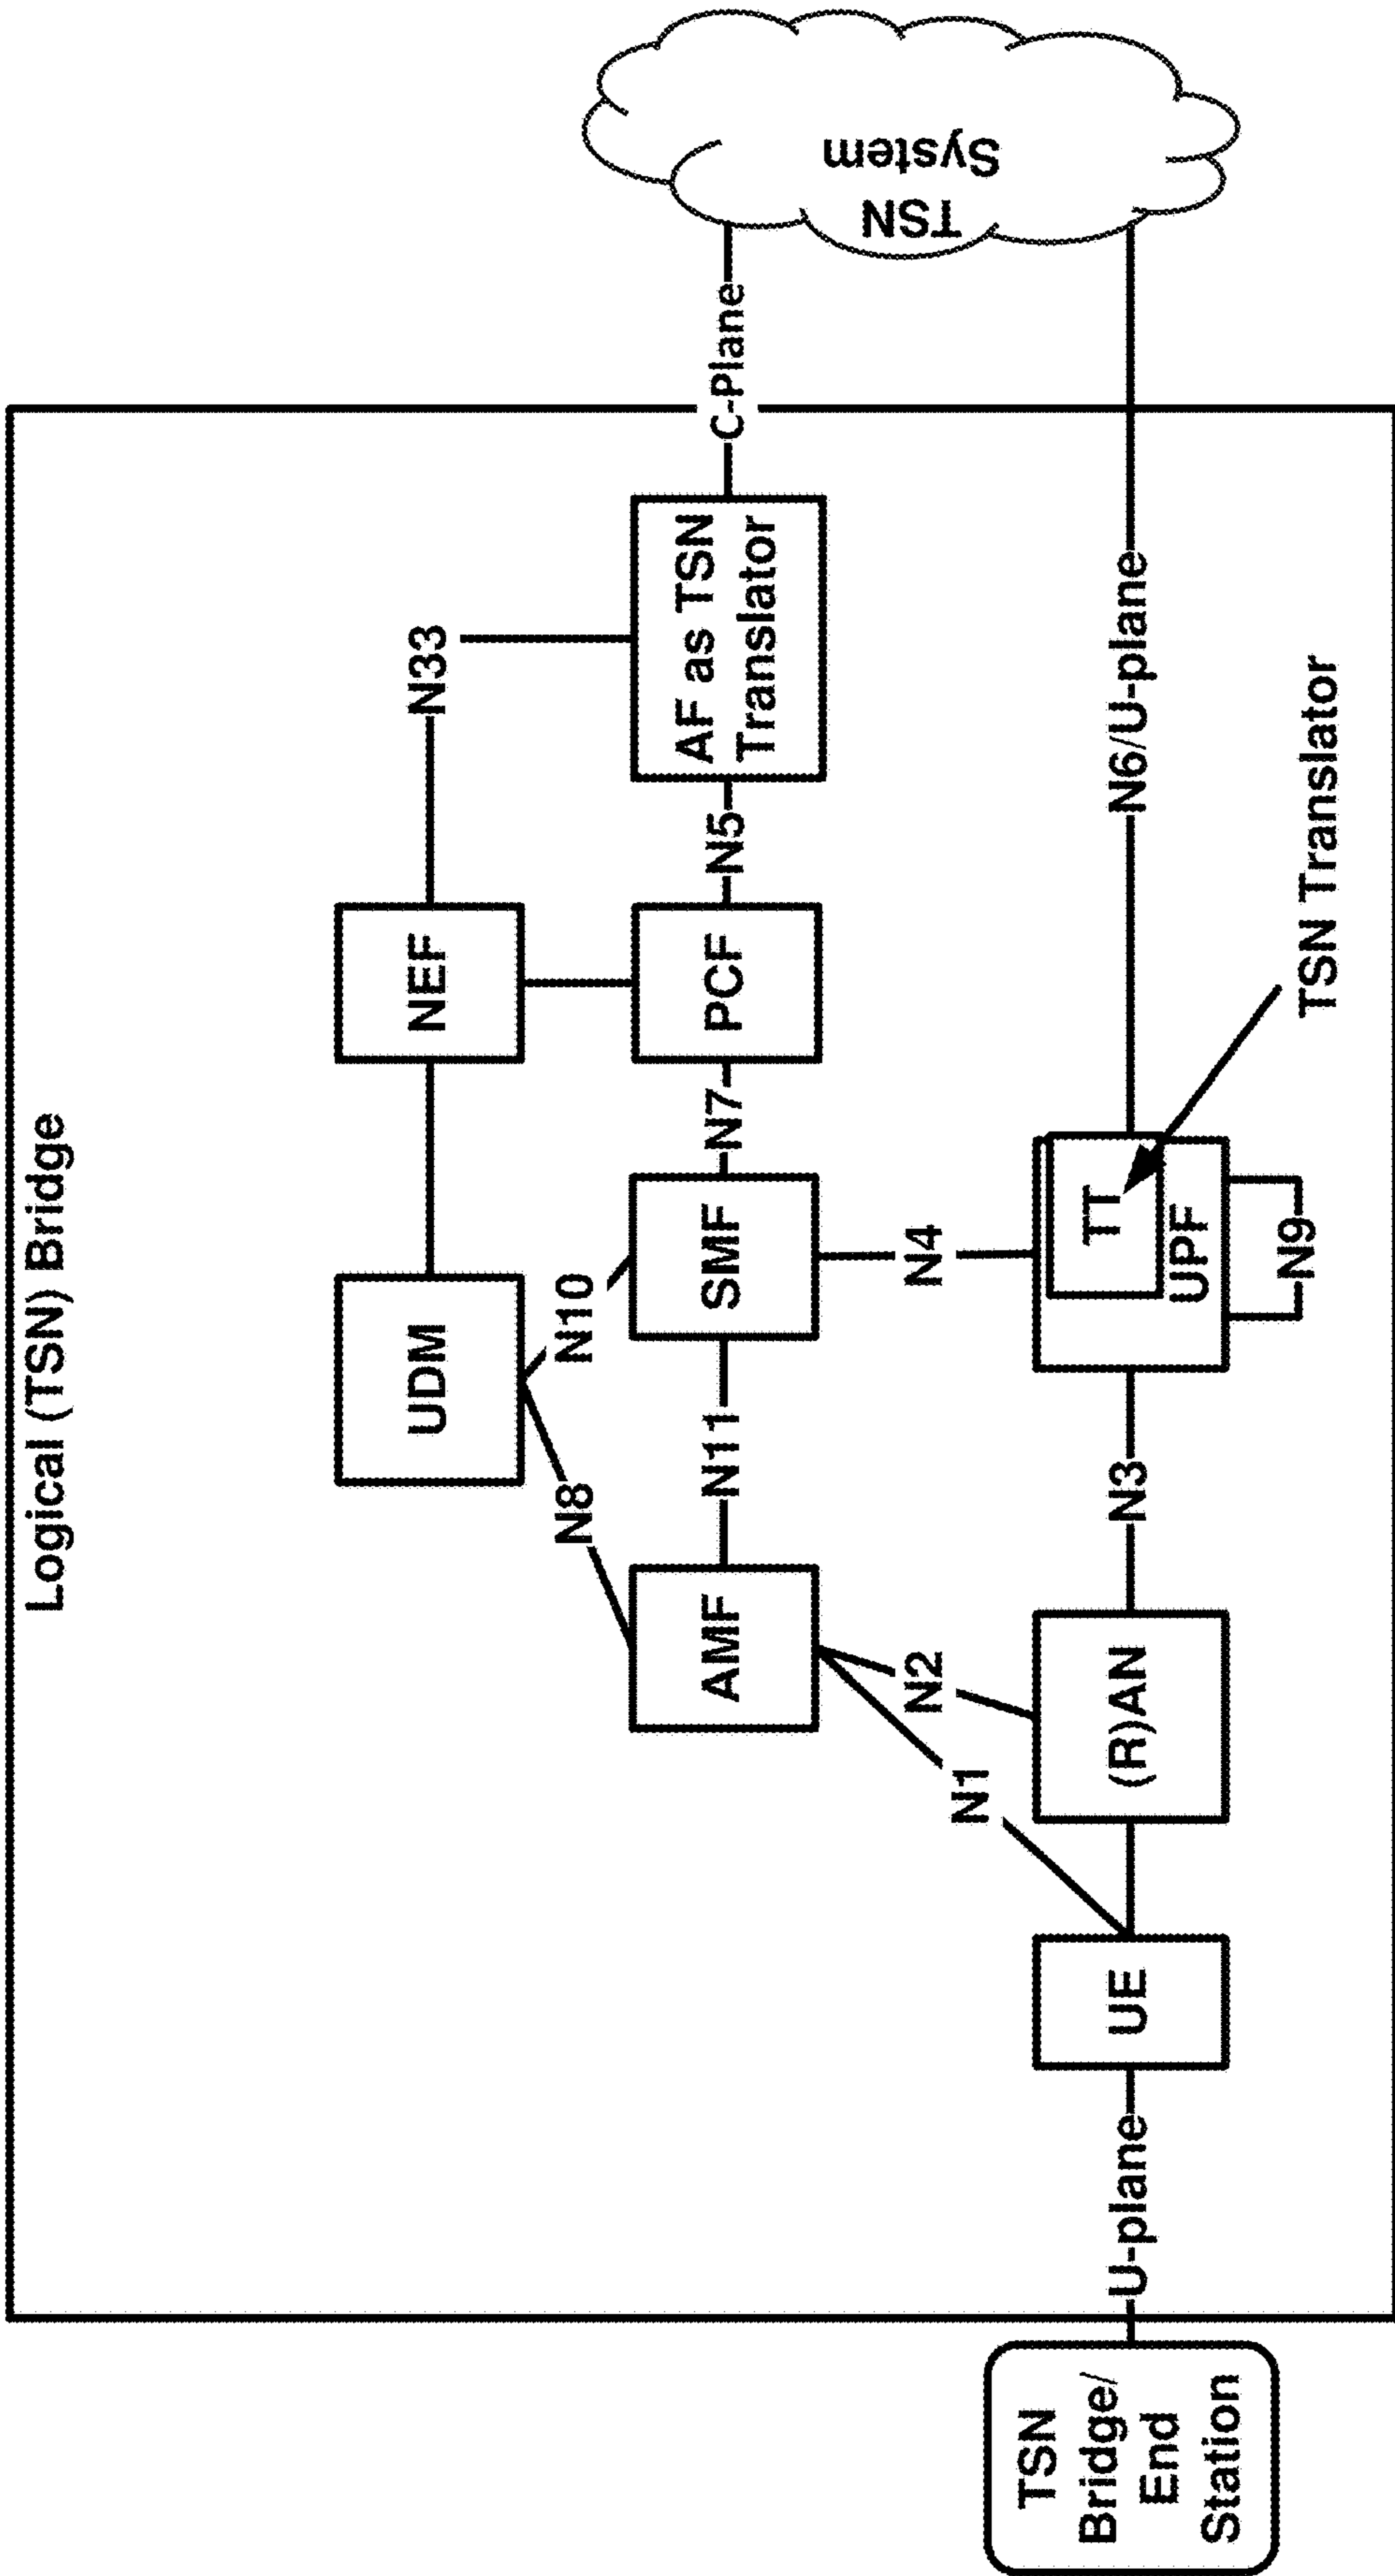 Logical (TSN) Bridge
UDM
NEF
N33
N8
N10
AMF
N11
SMF
N7
PCF
N5
AF as TSN
Translator
C-Plane
TSN
System
N1
N2
N4
TSN
Bridge/
End
Station
U-plane
UE
(R)AN
N3
TT
UPF
N6/U-plane
N9
TSN Translator